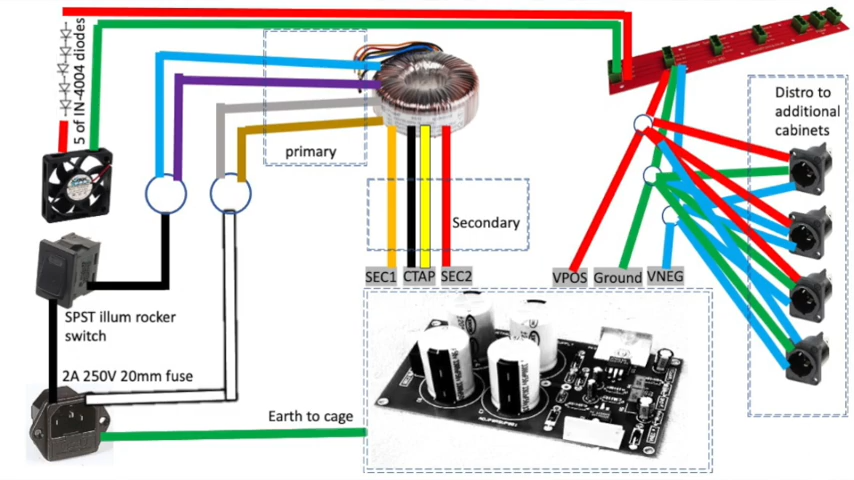 5 of IN-4004 diodes
Distro to
additional
cabinets
primary
Secondary
SEC1
CTAP
SEC2
VPOS
Ground
VNEG
SPST illum rocker
switch
2A 250V 20mm fuse
Earth to cage